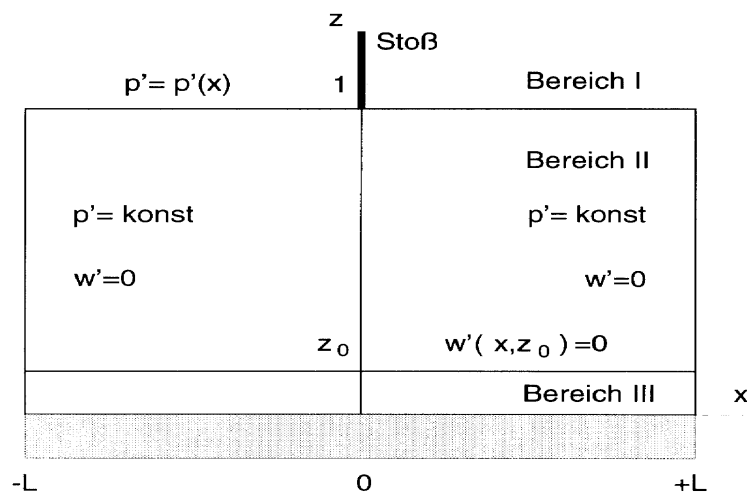 z
Stoß
p'= p'(x)
1
Bereich I
Bereich II
p'= konst
p'= konst
w'=0
w'=0
z0
w'( x,z0 )=0
Bereich III
x
-L
0
+L